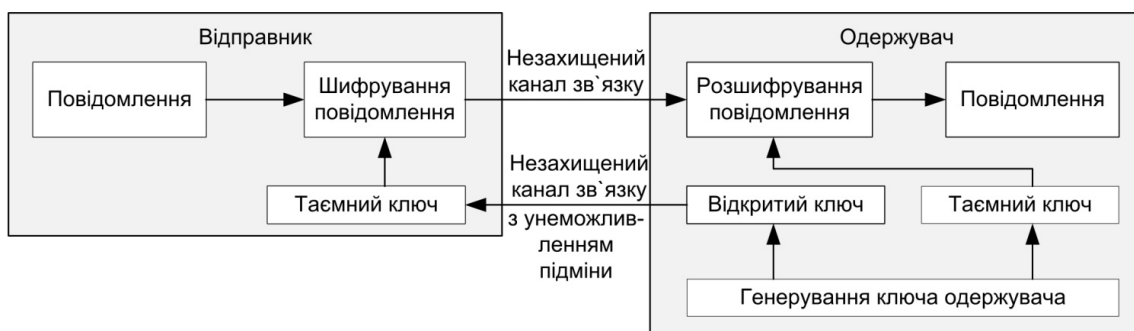 Відправник
Повідомлення
Шифрування
повідомлення
Таємний ключ
Незахищений
канал зв`язку
Незахищений
канал зв`язку
з унеможлив-
ленням
підміни
Одержувач
Розшифрування
повідомлення
Повідомлення
Відкритий ключ
Таємний ключ
Генерування ключа одержувача